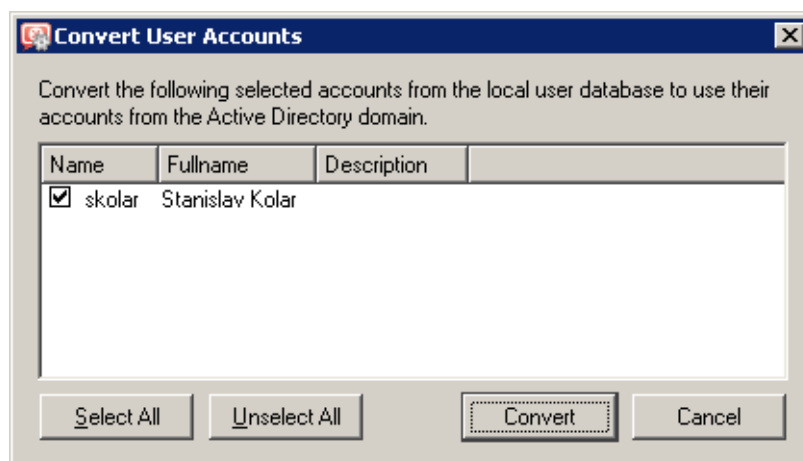 Convert User Accounts
Convert the following selected accounts from the local user database to use their
accounts from the Active Directory domain.
Name Fullname Description
skolar Stanislav Kolar
Select All Unselect All Convert Cancel